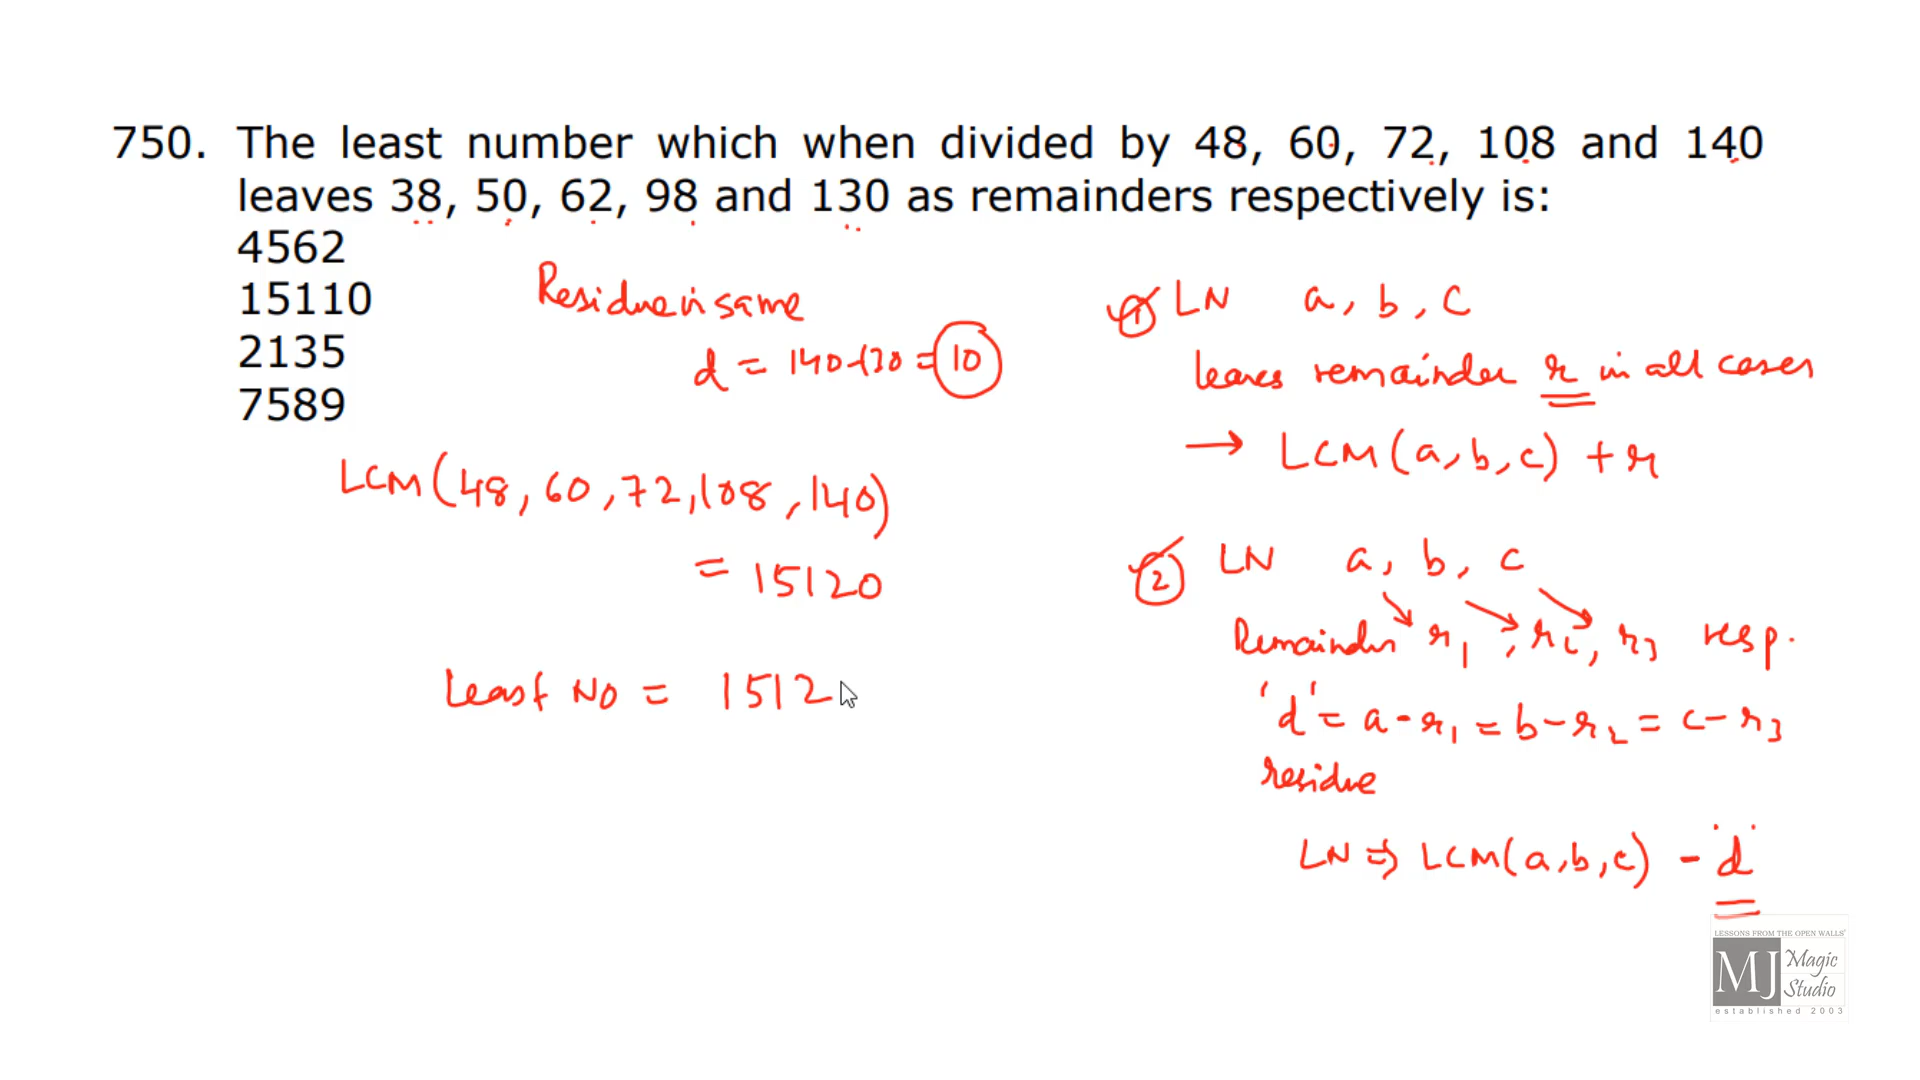 750. The least number which when divided by 48, 60, 72, 108 and 140
leaves 38, 50, 62, 98 and 130 as remainders respectively is:
4562
15110
2135
7589
Residue is same
d = 140-130 = 10
LCM(48,60,72,108,140)
= 15120
Least No = 1512
1 LN a, b, c
leaves remainder r in all cases
→ LCM(a,b,c) + r
2 LN a, b, c
Remainder r1, r2, r3 resp.
'd' = a-r1 = b-r2 = c-r3
residue
LN ⇒ LCM(a,b,c) - 'd'
LESSONS FROM THE OPEN WALLS
MJ Magic Studio
established 2003